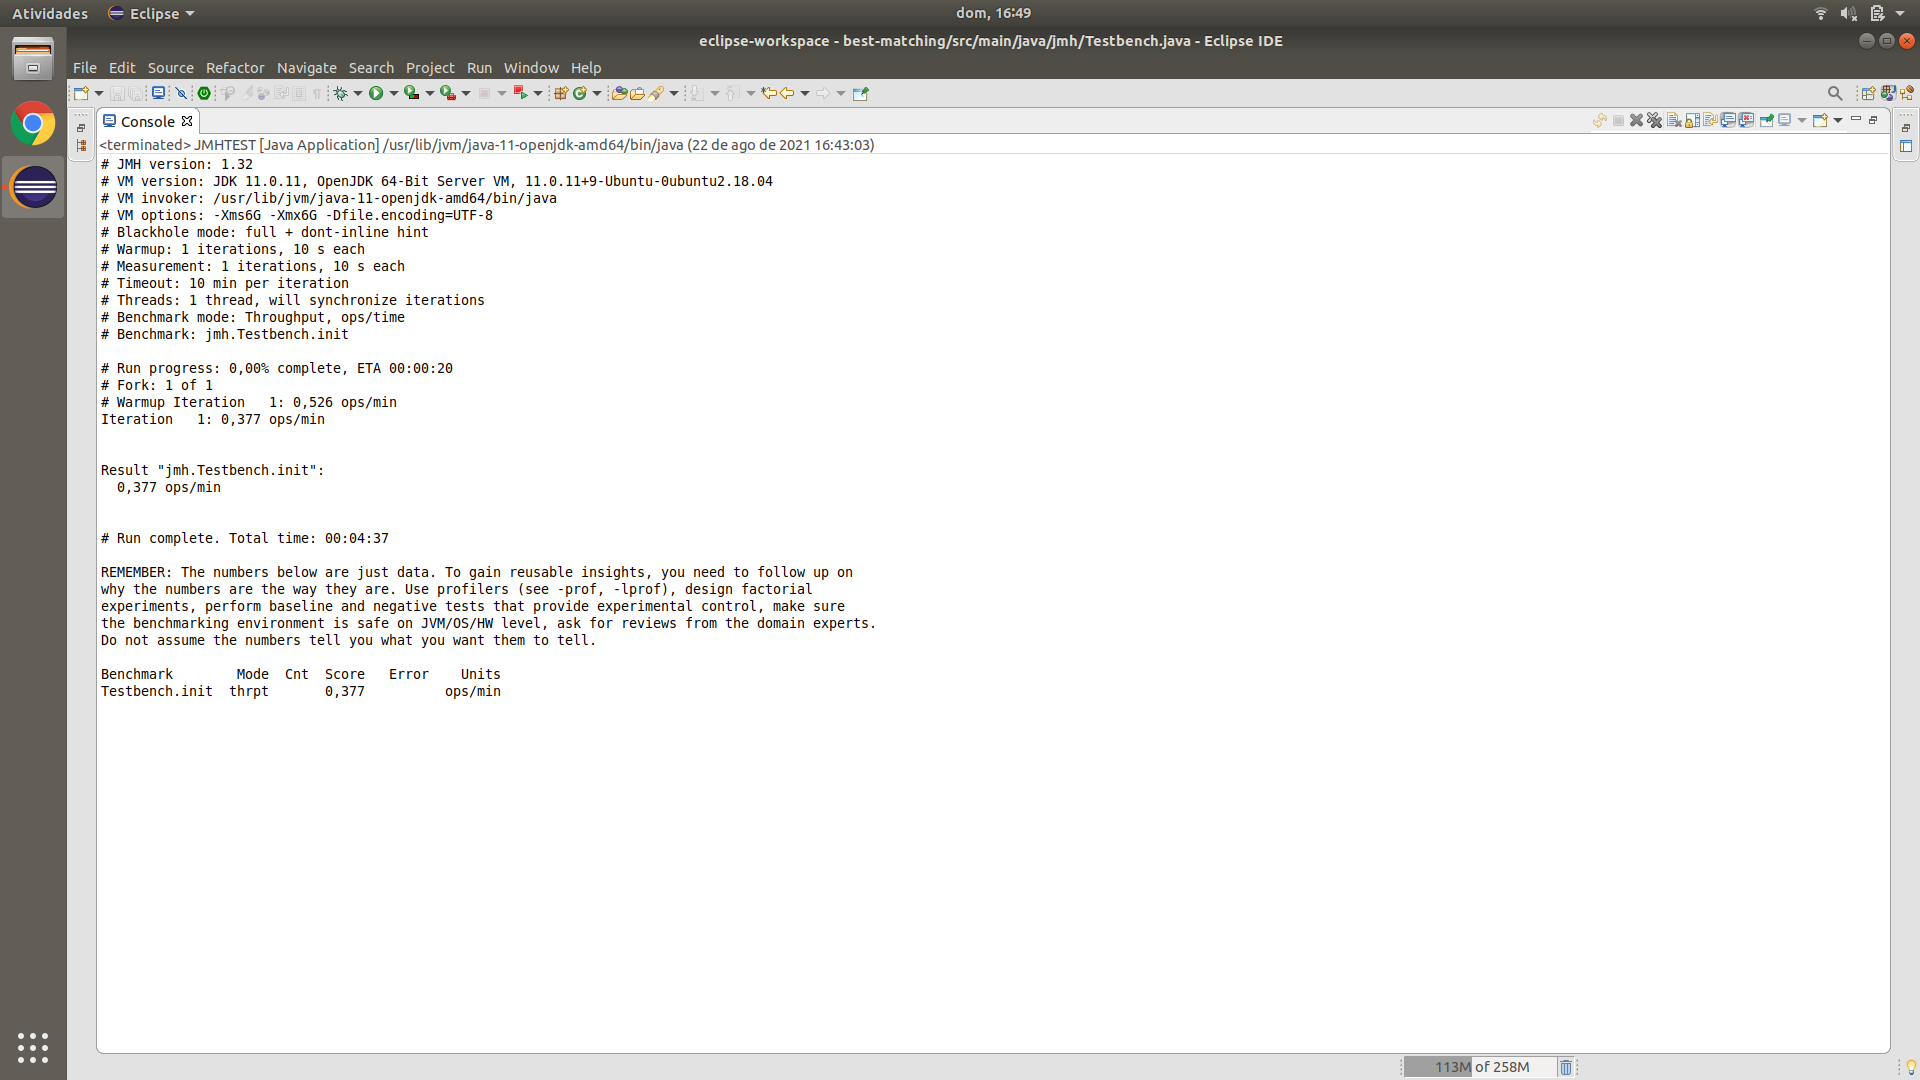 Atividades
Eclipse
dom, 16:49
eclipse-workspace - best-matching/src/main/java/jmh/Testbench.java - Eclipse IDE
File Edit Source Refactor Navigate Search Project Run Window Help
Console
<terminated> JMHTEST [Java Application] /usr/lib/jvm/java-11-openjdk-amd64/bin/java (22 de ago de 2021 16:43:03)
# JMH version: 1.32
# VM version: JDK 11.0.11, OpenJDK 64-Bit Server VM, 11.0.11+9-Ubuntu-0ubuntu2.18.04
# VM invoker: /usr/lib/jvm/java-11-openjdk-amd64/bin/java
# VM options: -Xms6G -Xmx6G -Dfile.encoding=UTF-8
# Blackhole mode: full + dont-inline hint
# Warmup: 1 iterations, 10 s each
# Measurement: 1 iterations, 10 s each
# Timeout: 10 min per iteration
# Threads: 1 thread, will synchronize iterations
# Benchmark mode: Throughput, ops/time
# Benchmark: jmh.Testbench.init
# Run progress: 0,00% complete, ETA 00:00:20
# Fork: 1 of 1
# Warmup Iteration   1: 0,526 ops/min
Iteration   1: 0,377 ops/min
Result "jmh.Testbench.init":
0,377 ops/min
# Run complete. Total time: 00:04:37
REMEMBER: The numbers below are just data. To gain reusable insights, you need to follow up on
why the numbers are the way they are. Use profilers (see -prof, -lprof), design factorial
experiments, perform baseline and negative tests that provide experimental control, make sure
the benchmarking environment is safe on JVM/OS/HW level, ask for reviews from the domain experts.
Do not assume the numbers tell you what you want them to tell.
Benchmark        Mode  Cnt  Score   Error    Units
Testbench.init  thrpt       0,377          ops/min
113M of 258M